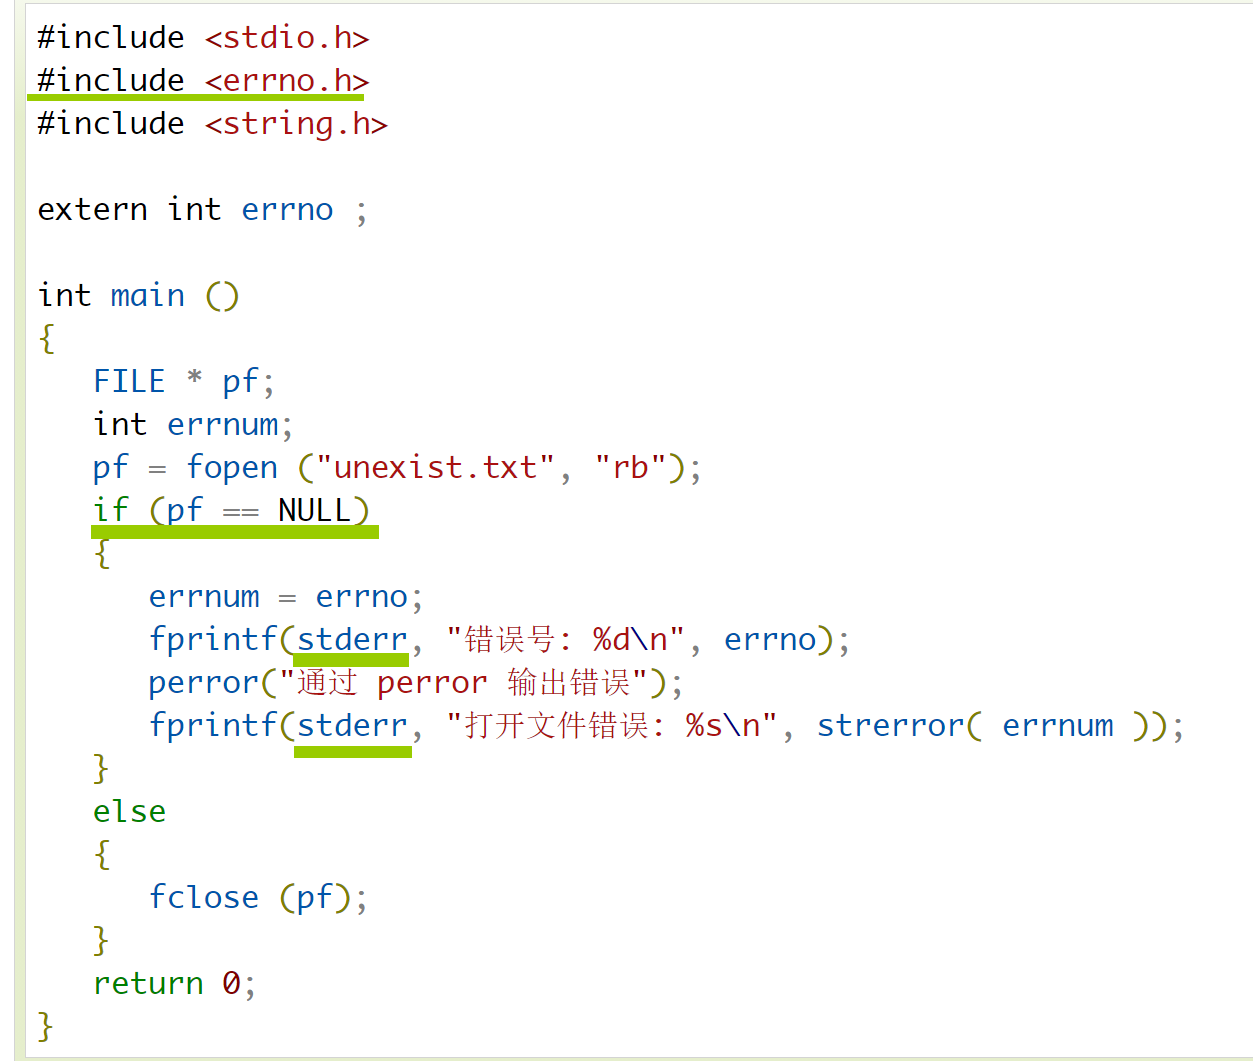 #include <stdio.h>
#include <errno.h>
#include <string.h>
extern int errno ;
int main ()
{
FILE * pf;
int errnum;
pf = fopen ("unexist.txt", "rb");
if (pf == NULL)
{
errnum = errno;
fprintf(stderr, "错误号: %d\n", errno);
perror("通过 perror 输出错误");
fprintf(stderr, "打开文件错误: %s\n", strerror( errnum ));
}
else
{
fclose (pf);
}
return 0;
}